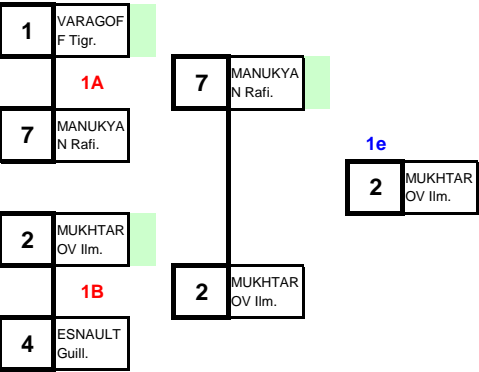 1
VARAGOF
F Tigr.
1A
7
MANUKYA
N Rafi.
7
MANUKYA
N Rafi.
1e
2
MUKHTAR
OV Ilm.
2
MUKHTAR
OV Ilm.
1B
2
MUKHTAR
OV Ilm.
4
ESNAULT
Guill.